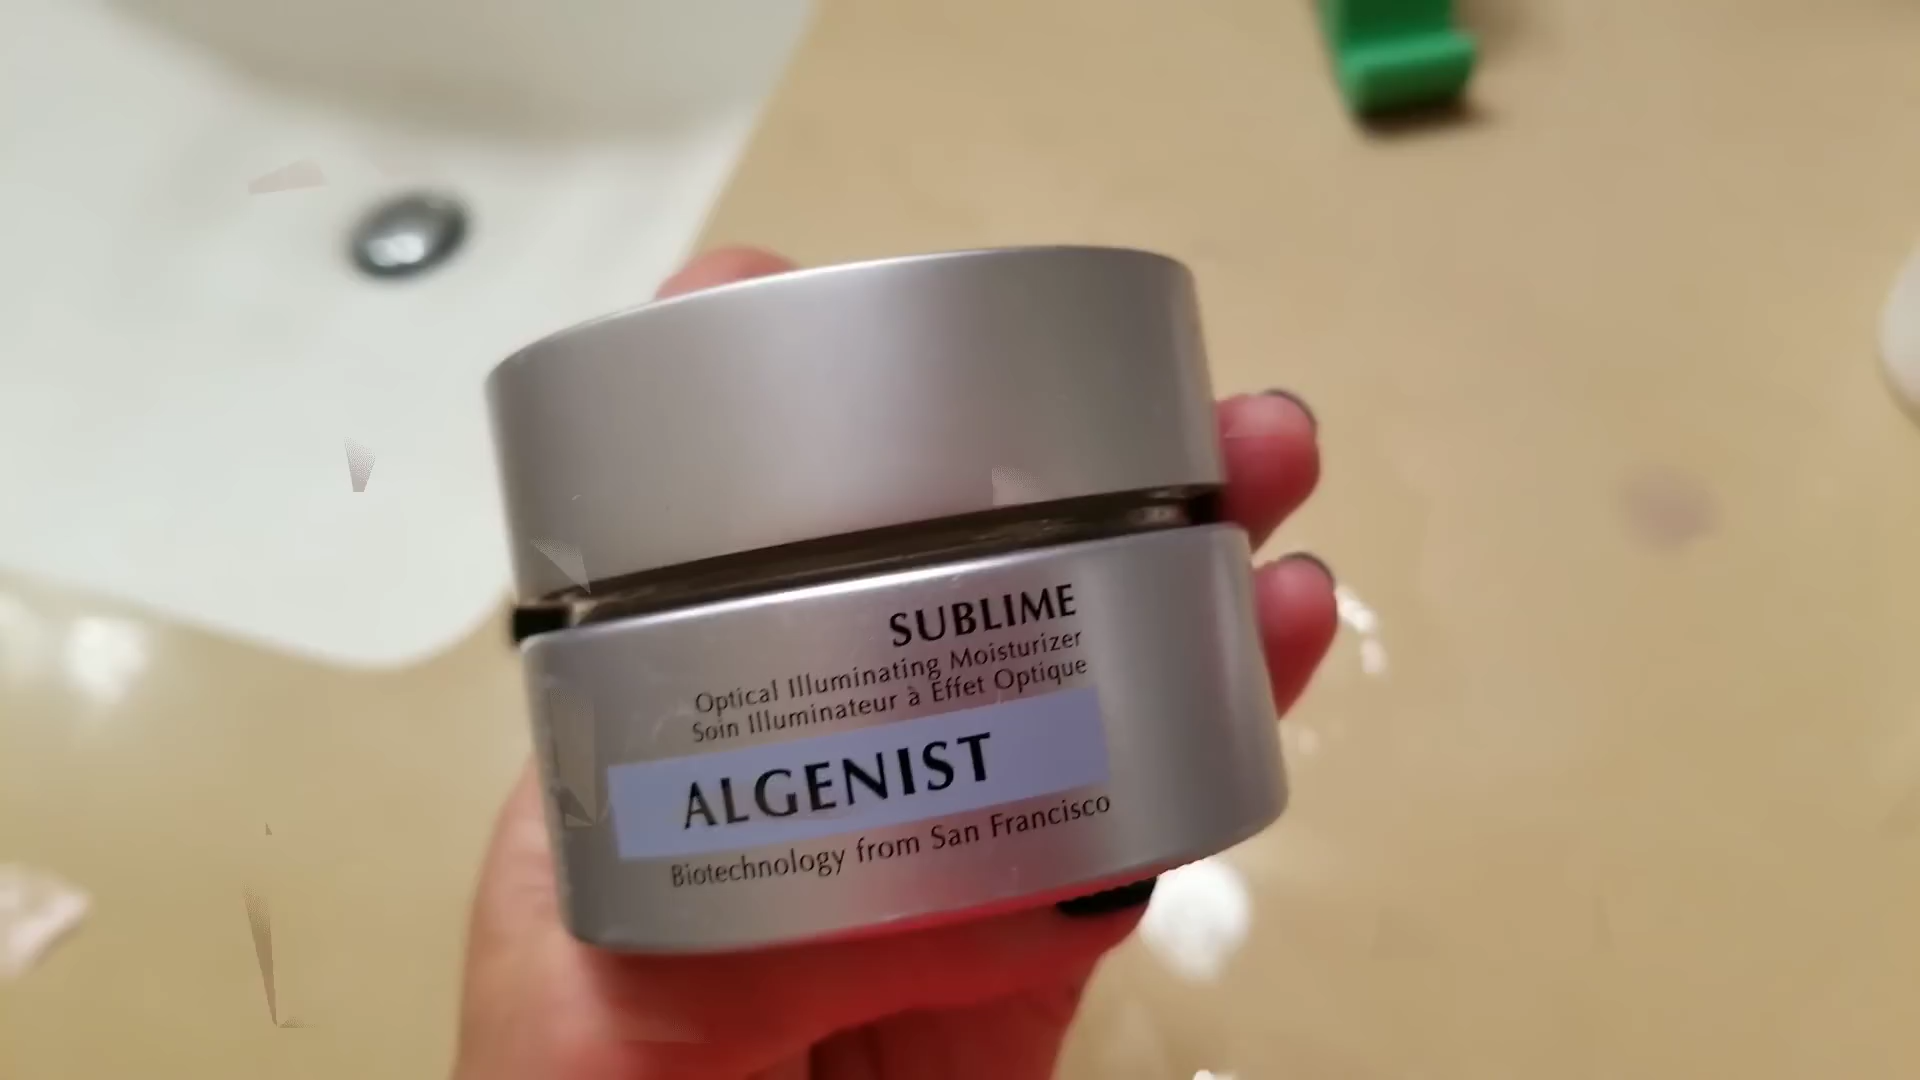 SUBLIME
Optical Illuminating Moisturizer
Soin Illuminateur à Effet Optique
ALGENIST
Biotechnology from San Francisco